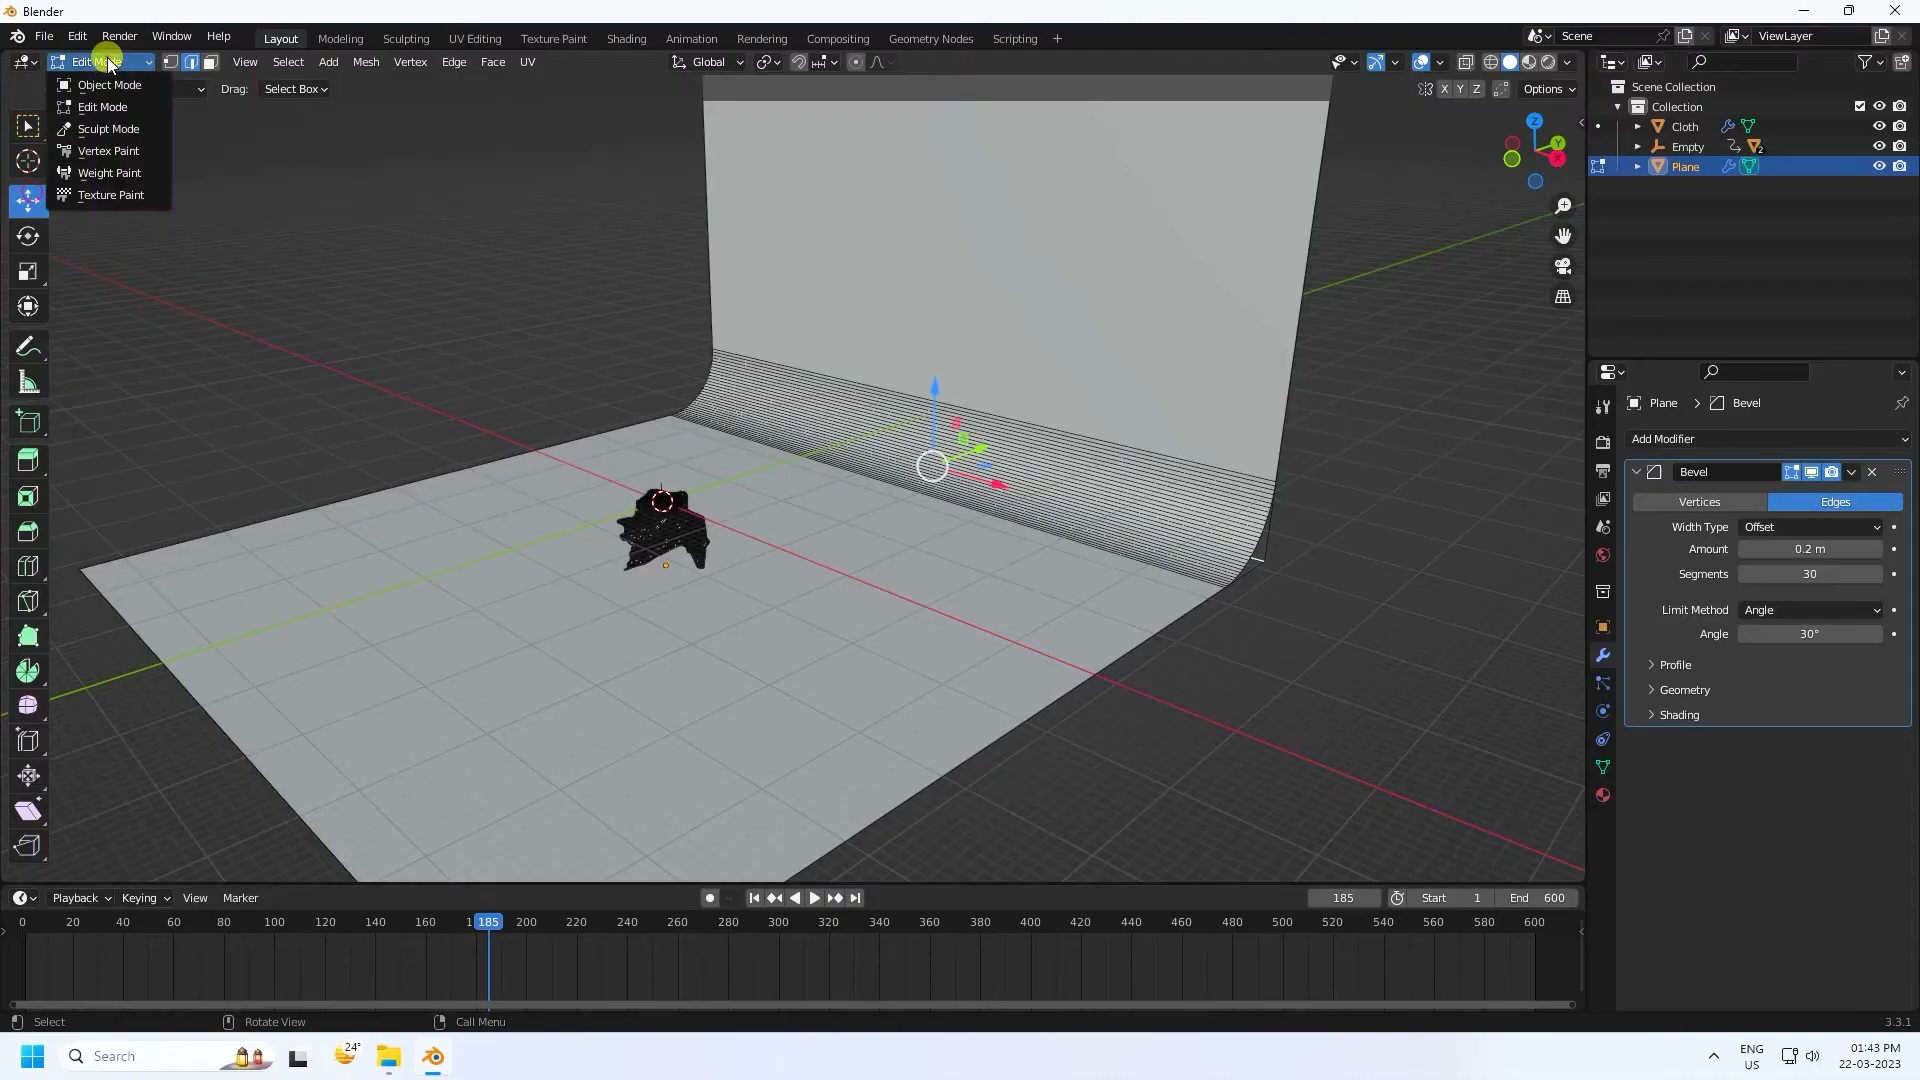 Blender
File Edit Render Window Help Layout Modeling Sculpting UV Editing Texture Paint Shading Animation Rendering Compositing Geometry Nodes Scripting + Scene ViewLayer
Edit Mode View Select Add Mesh Vertex Edge Face UV Global
Drag: Select Box X Y Z Options
Object Mode
Edit Mode
Sculpt Mode
Vertex Paint
Weight Paint
Texture Paint
Z
Y
X
Scene Collection
Collection
Cloth
Empty 2
Plane
Plane > Bevel
Add Modifier
Bevel
Vertices Edges
Width Type Offset
Amount 0.2 m
Segments 30
Limit Method Angle
Angle 30°
Profile
Geometry
Shading
Playback Keying View Marker 185 Start 1 End 600
0 20 40 60 80 100 120 140 160 1 185 200 220 240 260 280 300 320 340 360 380 400 420 440 460 480 500 520 540 560 580 600
Select Rotate View Call Menu 3.3.1
Search 24° ENG 01:43 PM
US 22-03-2023